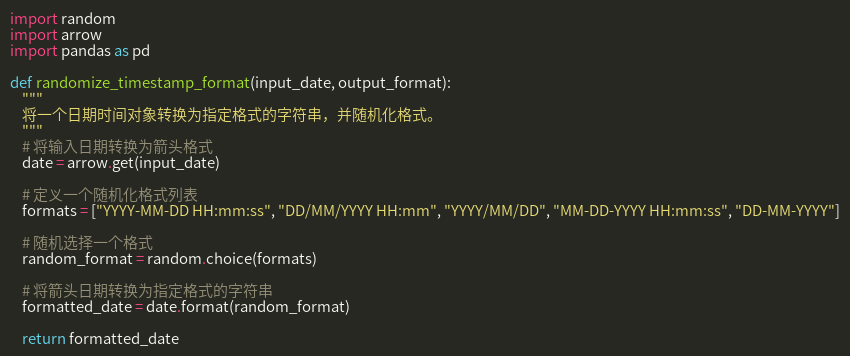 import random
import arrow
import pandas as pd
def randomize_timestamp_format(input_date, output_format):
"""
将一个日期时间对象转换为指定格式的字符串，并随机化格式。
"""
# 将输入日期转换为箭头格式
date = arrow.get(input_date)
# 定义一个随机化格式列表
formats = ["YYYY-MM-DD HH:mm:ss", "DD/MM/YYYY HH:mm", "YYYY/MM/DD", "MM-DD-YYYY HH:mm:ss", "DD-MM-YYYY"]
# 随机选择一个格式
random_format = random.choice(formats)
# 将箭头日期转换为指定格式的字符串
formatted_date = date.format(random_format)
return formatted_date